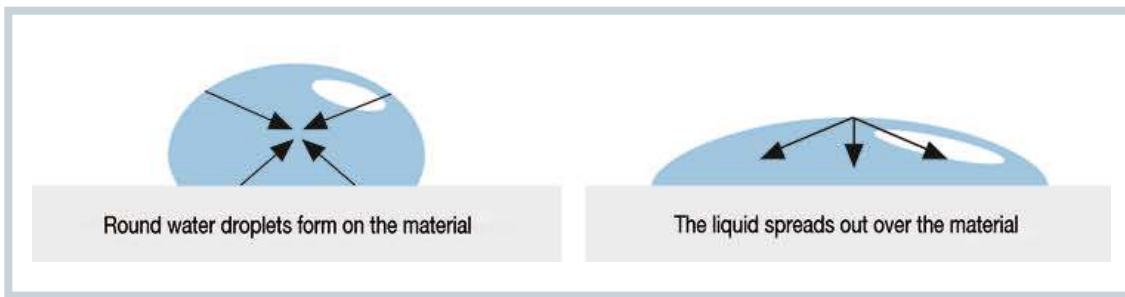 Round water droplets form on the material
The liquid spreads out over the material